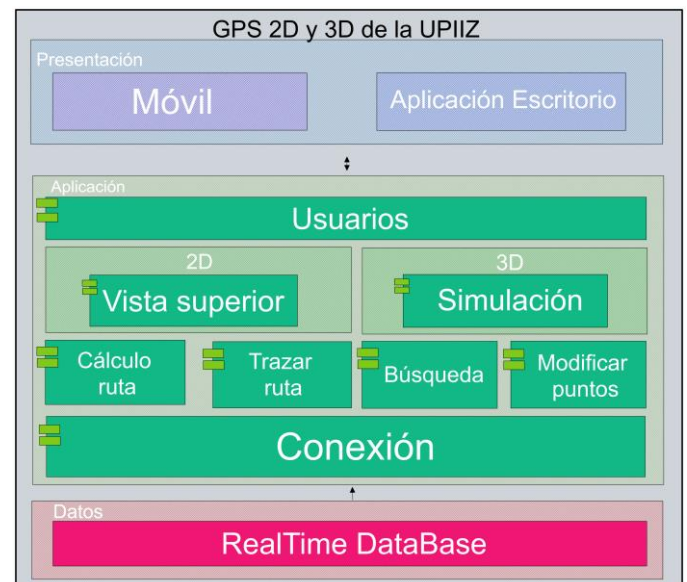 GPS 2D y 3D de la UPIIZ
Presentación
Móvil
Aplicación Escritorio
Aplicación
Usuarios
2D
3D
Vista superior
Simulación
Cálculo
ruta
Trazar
ruta
Búsqueda
Modificar
puntos
Conexión
Datos
RealTime DataBase